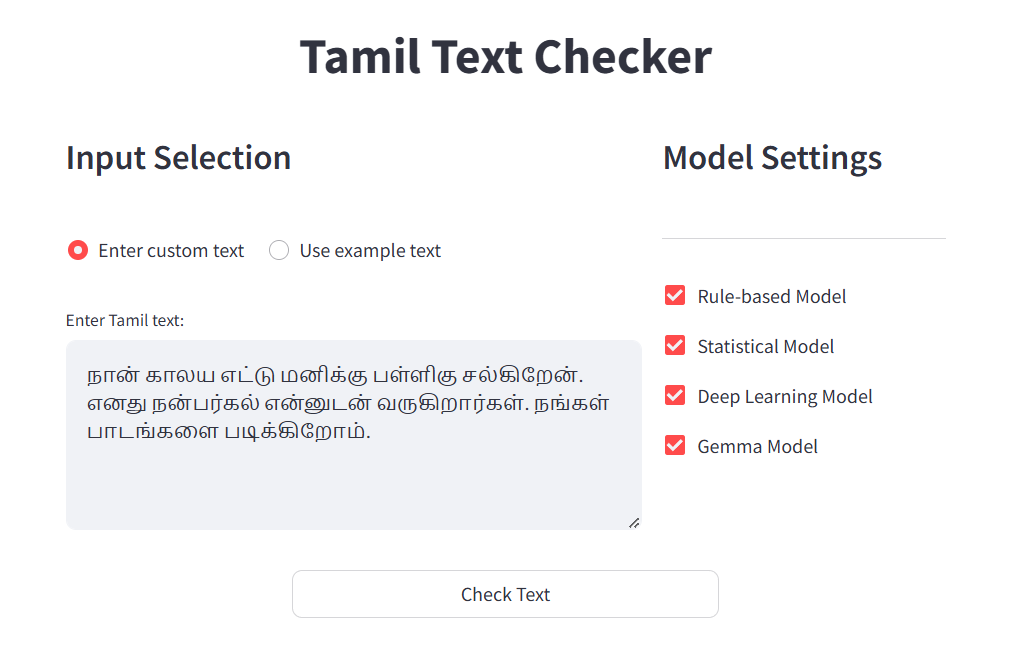 Tamil Text Checker
Input Selection
Model Settings
Enter custom text
Use example text
Enter Tamil text:
நான் காலய எட்டு மனிக்கு பள்ளிகு சல்கிறேன்.
எனது நன்பர்கல் என்னுடன் வருகிறார்கள். நங்கள்
பாடங்களை படிக்கிறோம்.
Rule-based Model
Statistical Model
Deep Learning Model
Gemma Model
Check Text